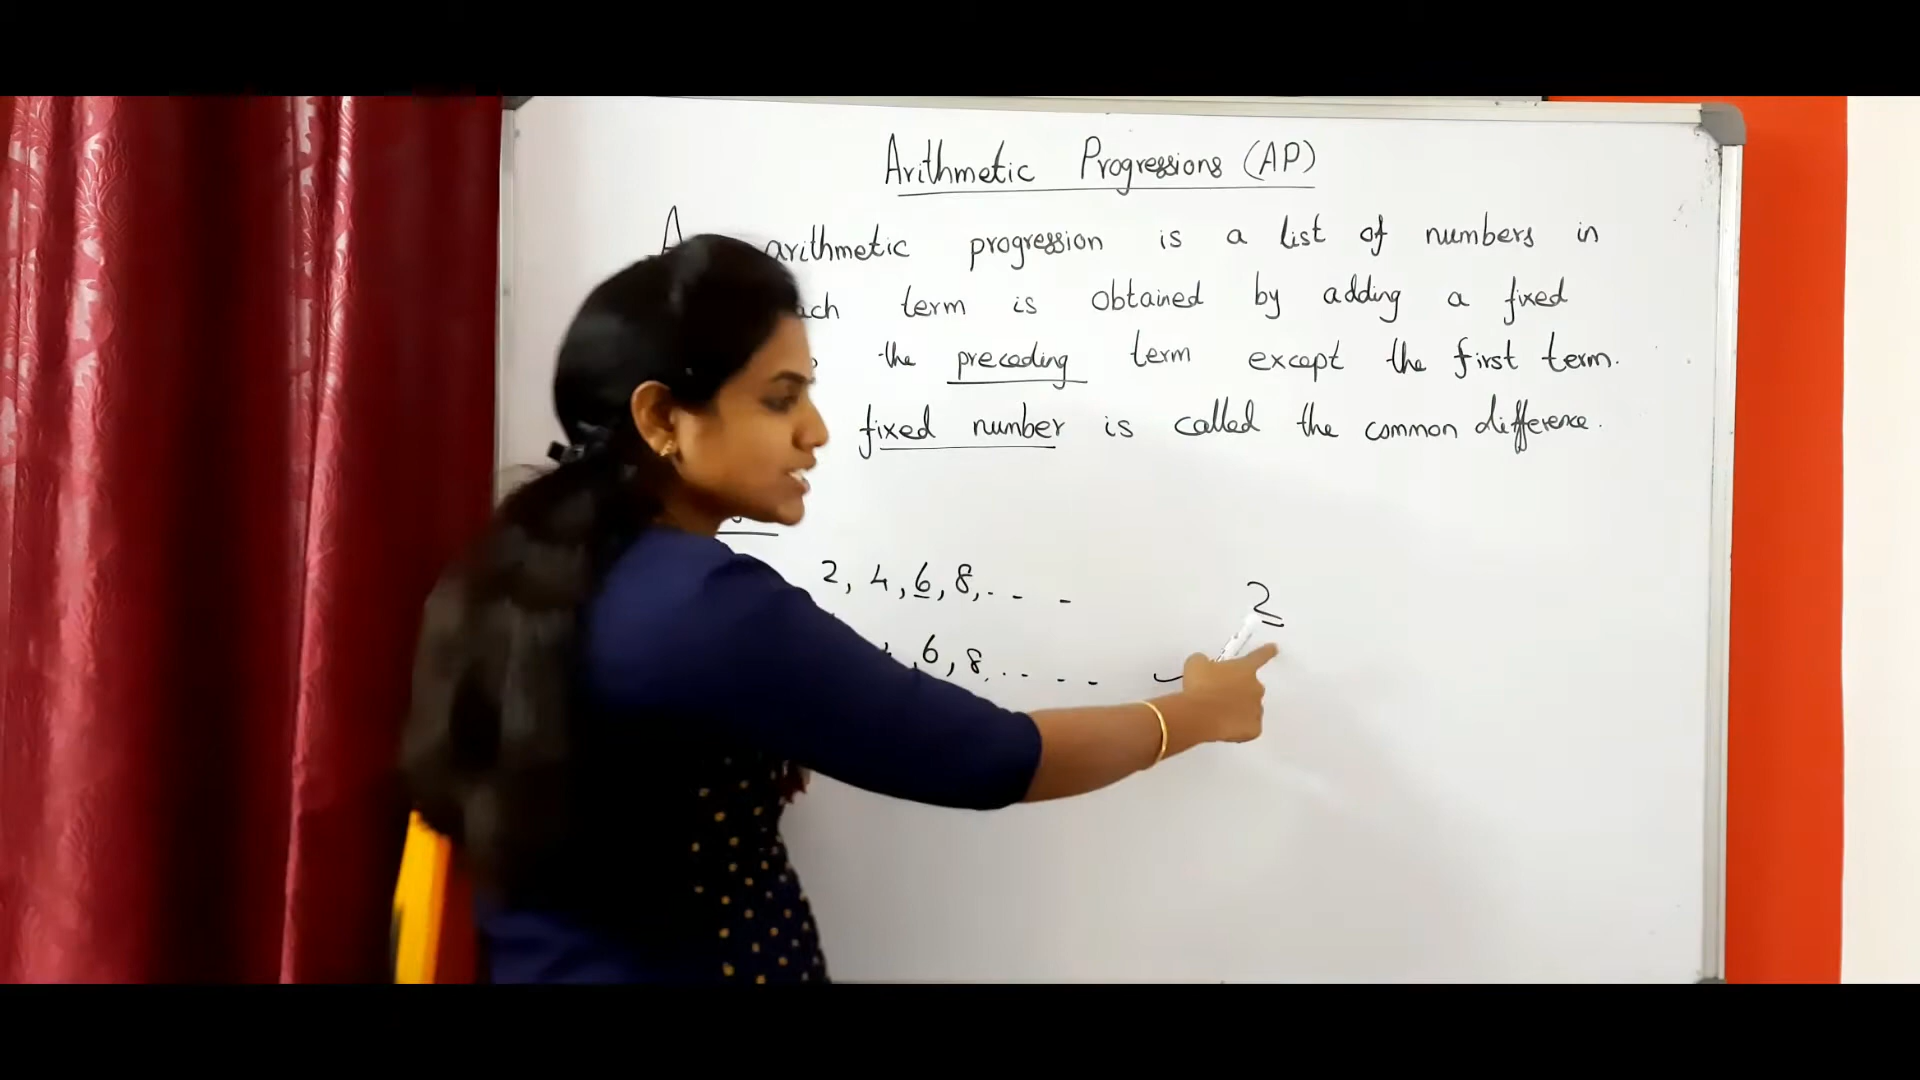 Arithmetic Progressions (AP)
arithmetic progression is a list of numbers in
term is obtained by adding a fixed
the preceding term except the first term.
fixed number is called the common difference.
2, 4, 6, 8, . - -
2
6, 8, . . - -